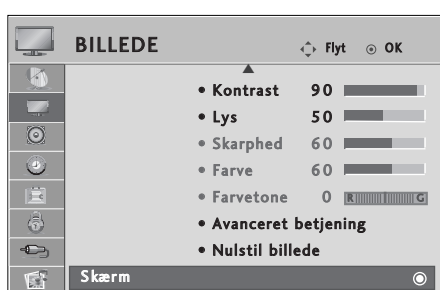 BILLEDE Flyt OK
• Kontrast 90
• Lys 50
• Skarphed 60
• Farve 60
• Farvetone 0 R G
• Avanceret betjening
• Nulstil billede
Skærm